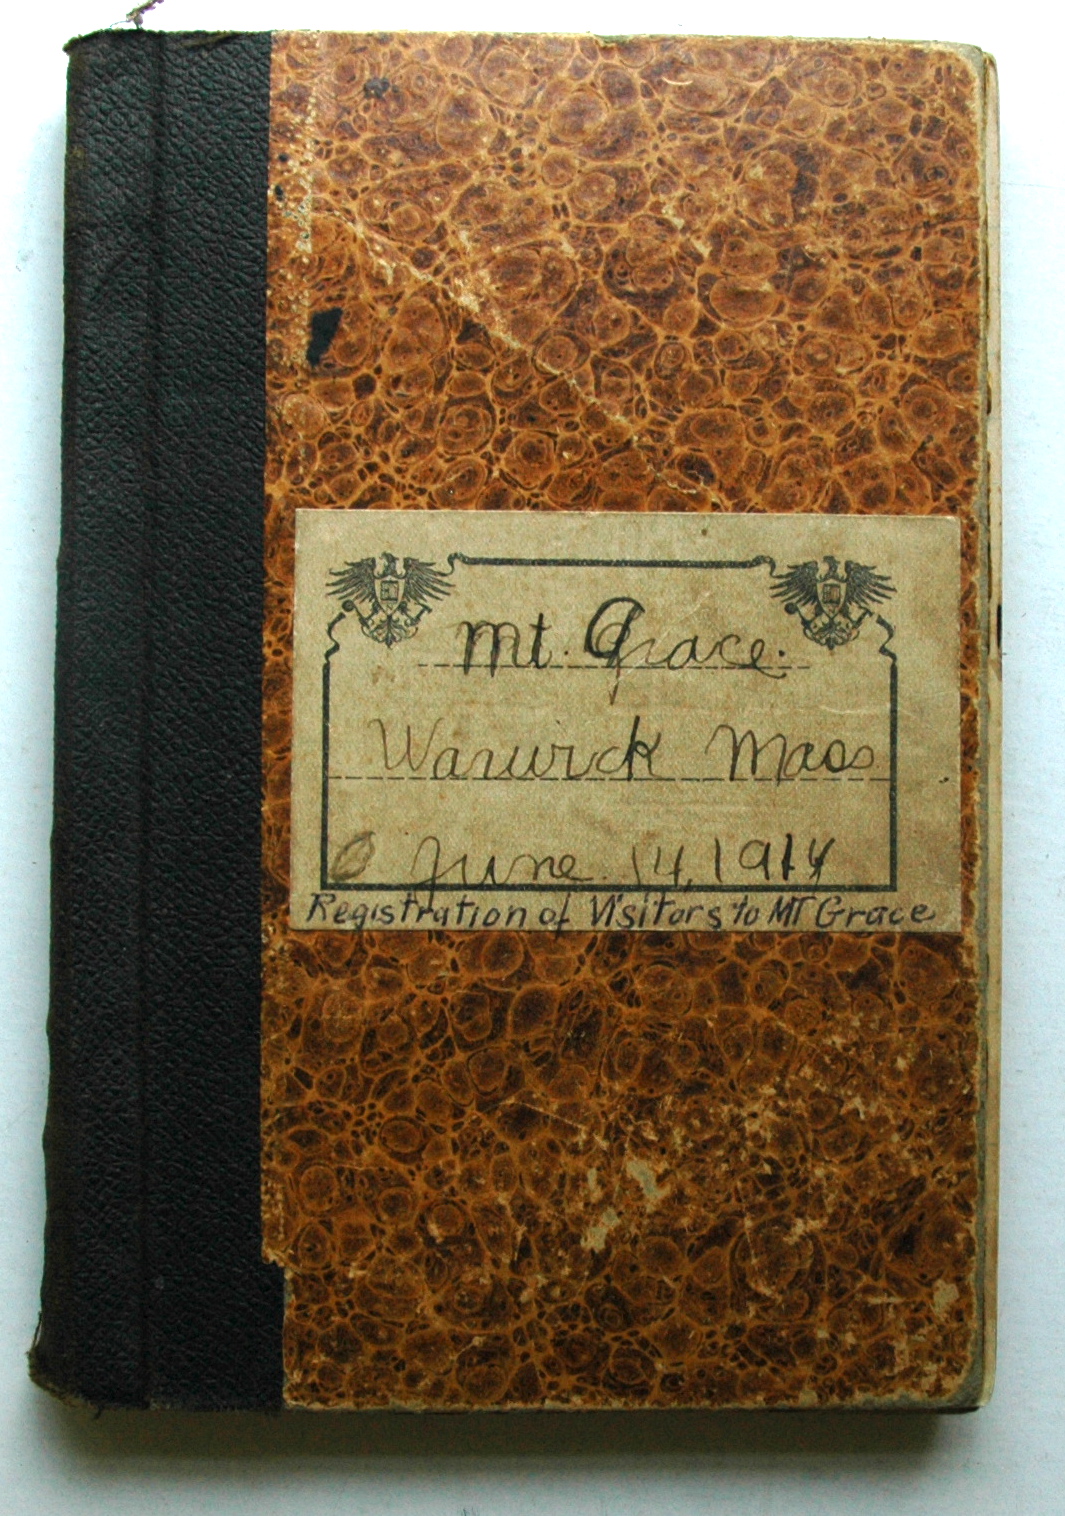 Mt. Grace.
Warwick Mass
June. 14, 1914
Registration of Visitors to MT Grace